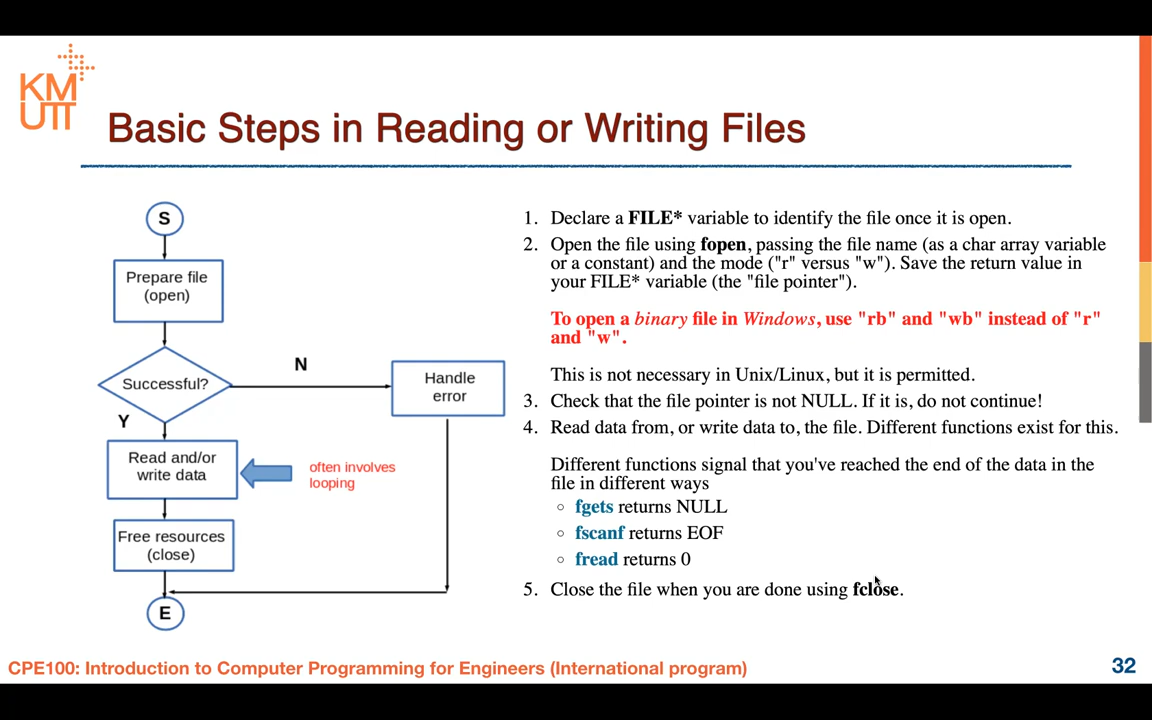 KM
UTT
Basic Steps in Reading or Writing Files
S
Prepare file
(open)
Successful?
N
Handle
error
Y
Read and/or
write data
often involves
looping
Free resources
(close)
E
1. Declare a FILE* variable to identify the file once it is open.
2. Open the file using fopen, passing the file name (as a char array variable
or a constant) and the mode ("r" versus "w"). Save the return value in
your FILE* variable (the "file pointer").
To open a binary file in Windows, use "rb" and "wb" instead of "r"
and "w".
This is not necessary in Unix/Linux, but it is permitted.
3. Check that the file pointer is not NULL. If it is, do not continue!
4. Read data from, or write data to, the file. Different functions exist for this.
Different functions signal that you've reached the end of the data in the
file in different ways
○ fgets returns NULL
○ fscanf returns EOF
○ fread returns 0
5. Close the file when you are done using fclose.
CPE100: Introduction to Computer Programming for Engineers (International program)
32